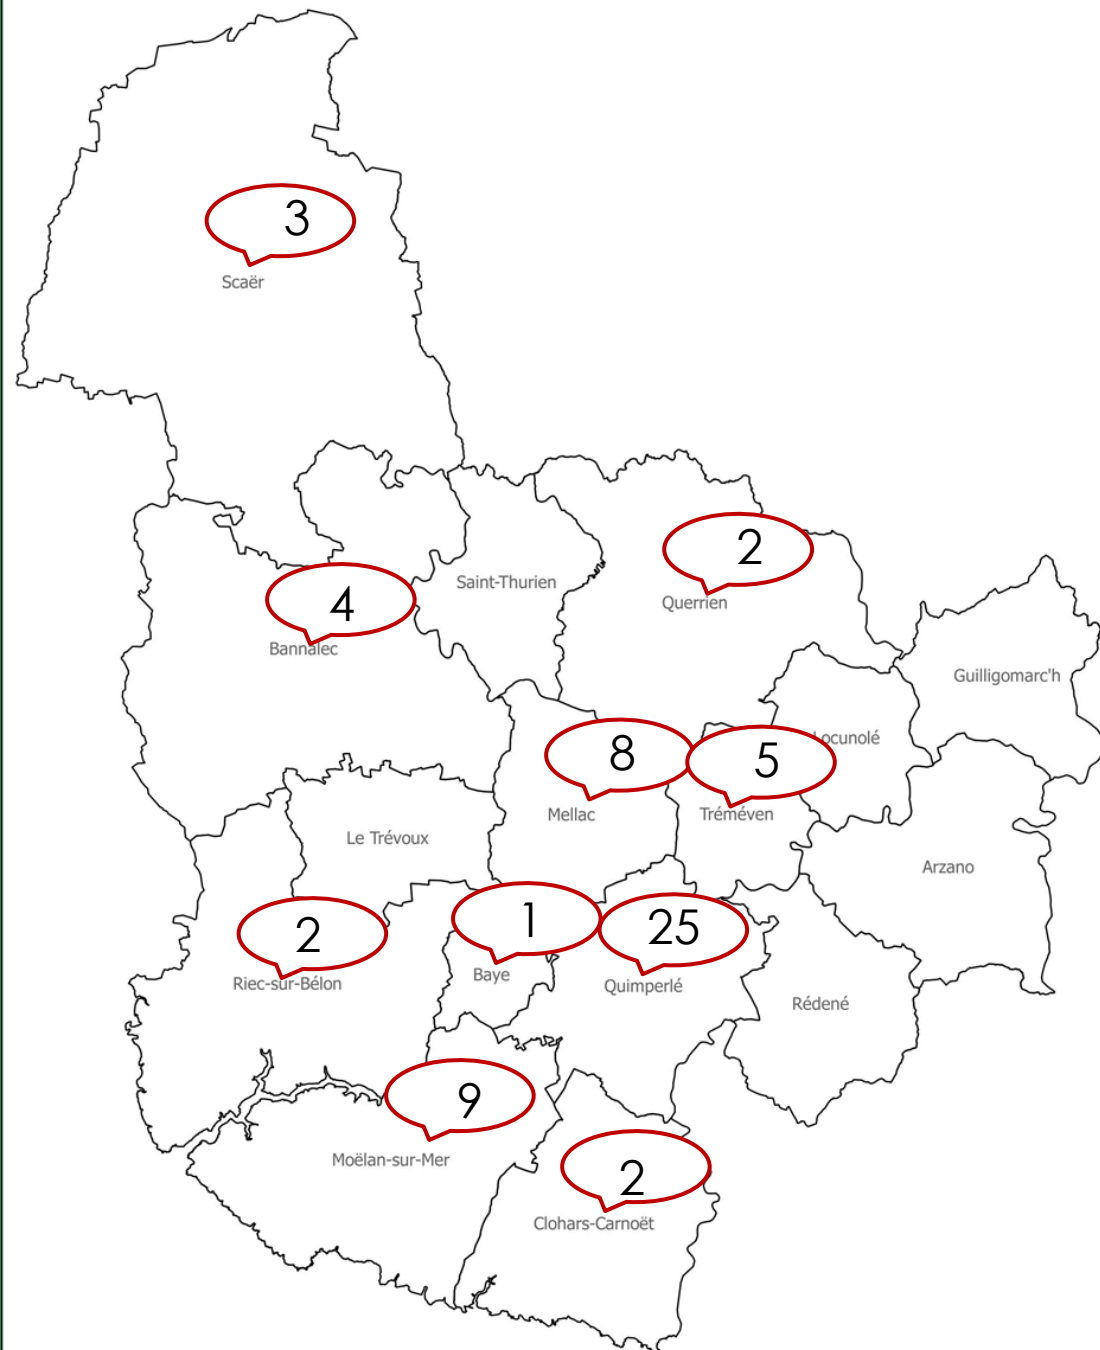 3
Scaër
2
Querrien
Saint-Thurien
4
Bannalec
Guilligomarc'h
Locunolé
8
Mellac
5
Tréméven
Le Trévoux
Arzano
2
Riec-sur-Bélon
1
Baye
25
Quimperlé
Rédené
9
Moëlan-sur-Mer
2
Clohars-Carnoët